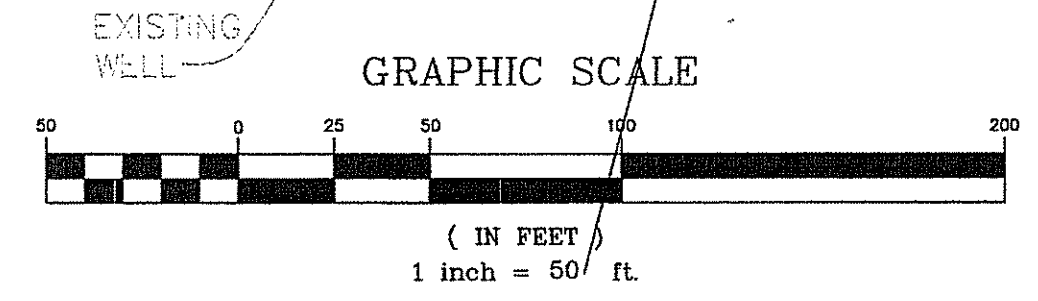 EXISTING
WELL
GRAPHIC SCALE
50 0 25 50 100 200
( IN FEET )
1 inch = 50 ft.